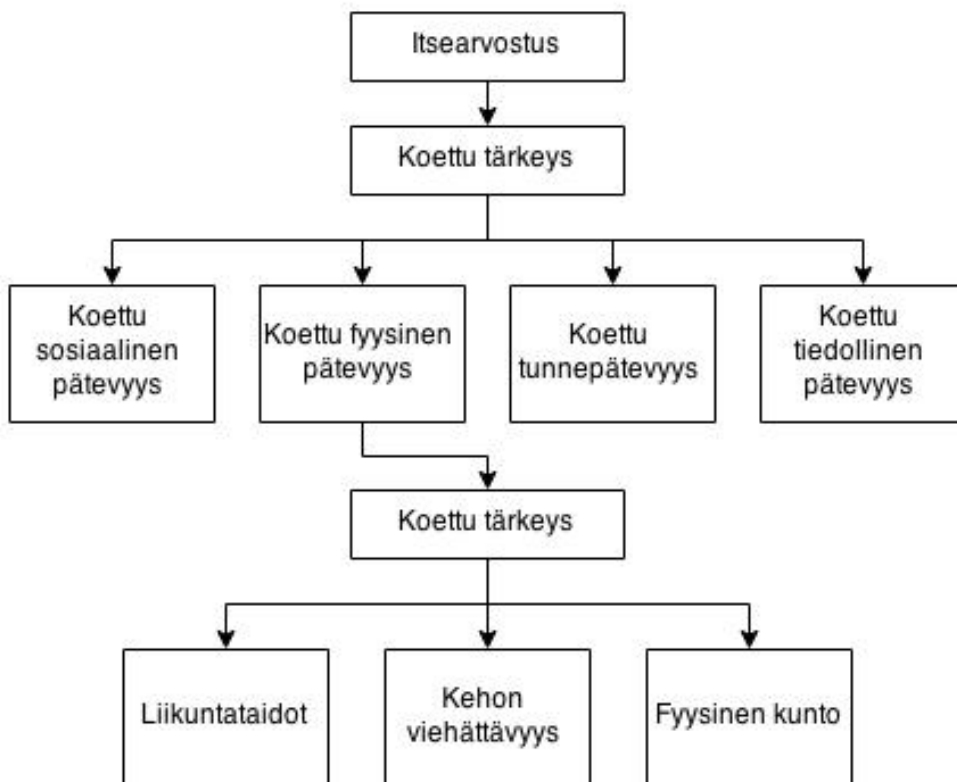 Itsearvostus
Koettu tärkeys
Koettu
sosiaalinen
pätevyys
Koettu fyysinen
pätevyys
Koettu
tunnepätevyys
Koettu
tiedollinen
pätevyys
Koettu tärkeys
Liikuntataidot
Kehon
viehättävyys
Fyysinen kunto